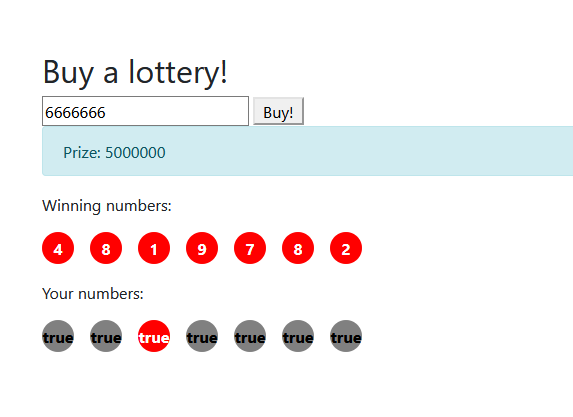 Buy a lottery!
6666666 Buy!
Prize: 5000000
Winning numbers:
4 8 1 9 7 8 2
Your numbers:
true true true true true true true